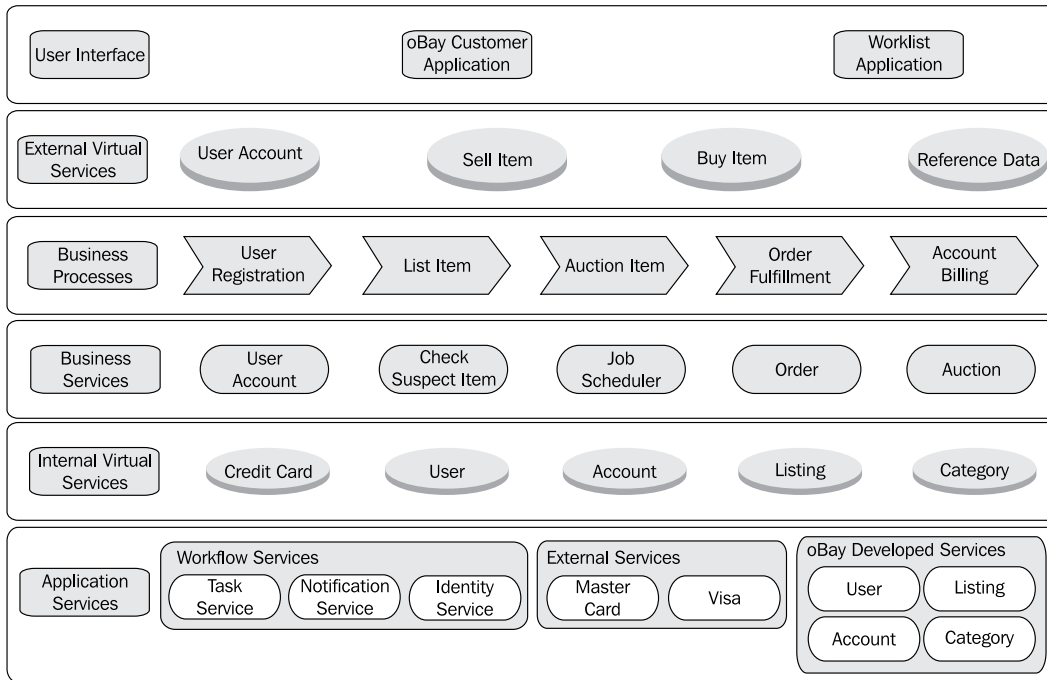 User Interface
oBay Customer
Application
Worklist
Application
External Virtual
Services
User Account
Sell Item
Buy Item
Reference Data
Business
Processes
User
Registration
List Item
Auction Item
Order
Fulfillment
Account
Billing
Business
Services
User
Account
Check
Suspect Item
Job
Scheduler
Order
Auction
Internal Virtual
Services
Credit Card
User
Account
Listing
Category
Application
Services
Workflow Services
Task
Service
Notification
Service
Identity
Service
External Services
Master
Card
Visa
oBay Developed Services
User
Listing
Account
Category